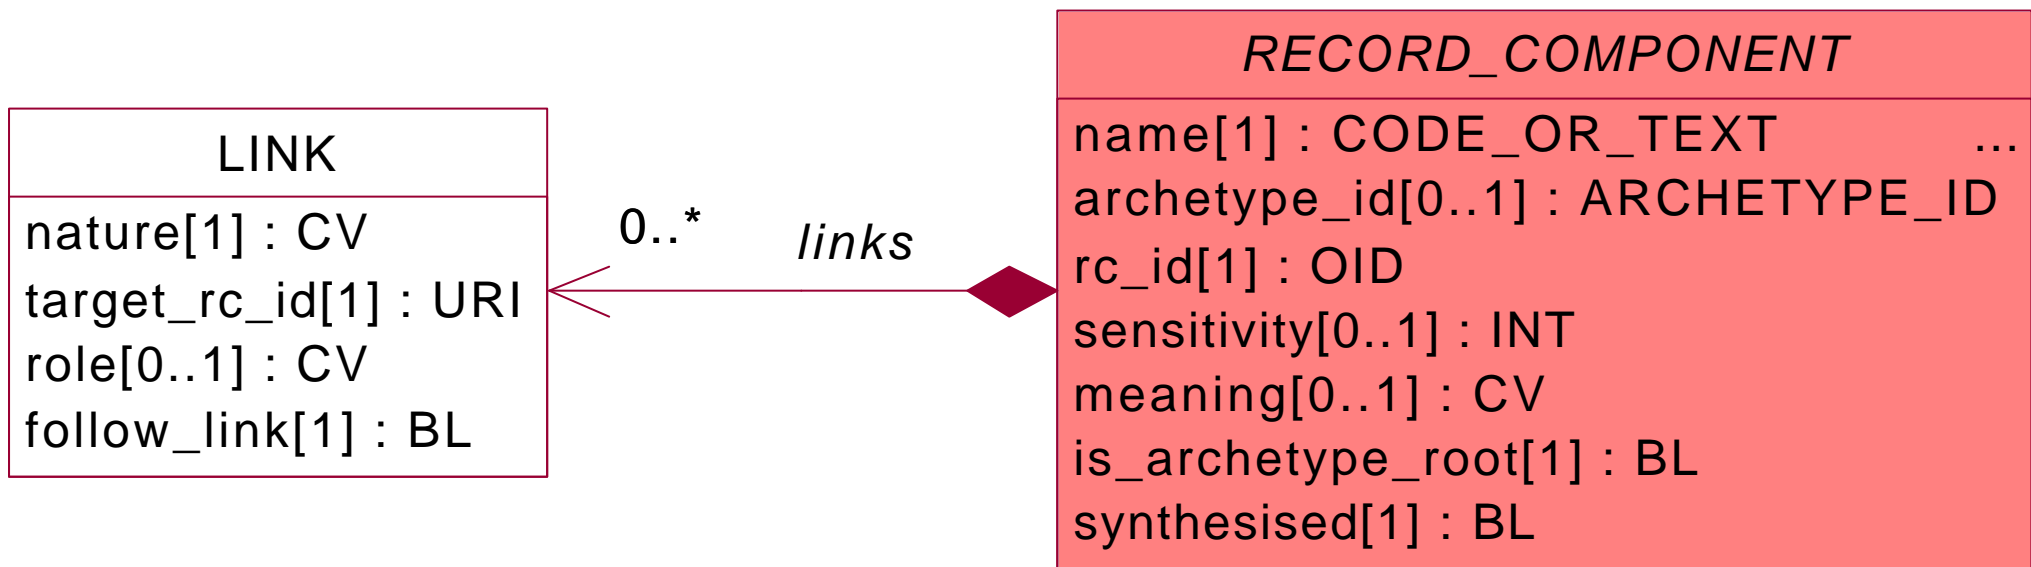 LINK
nature[1] : CV
target_rc_id[1] : URI
role[0..1] : CV
follow_link[1] : BL
0..*
links
RECORD_COMPONENT
name[1] : CODE_OR_TEXT ...
archetype_id[0..1] : ARCHETYPE_ID
rc_id[1] : OID
sensitivity[0..1] : INT
meaning[0..1] : CV
is_archetype_root[1] : BL
synthesised[1] : BL